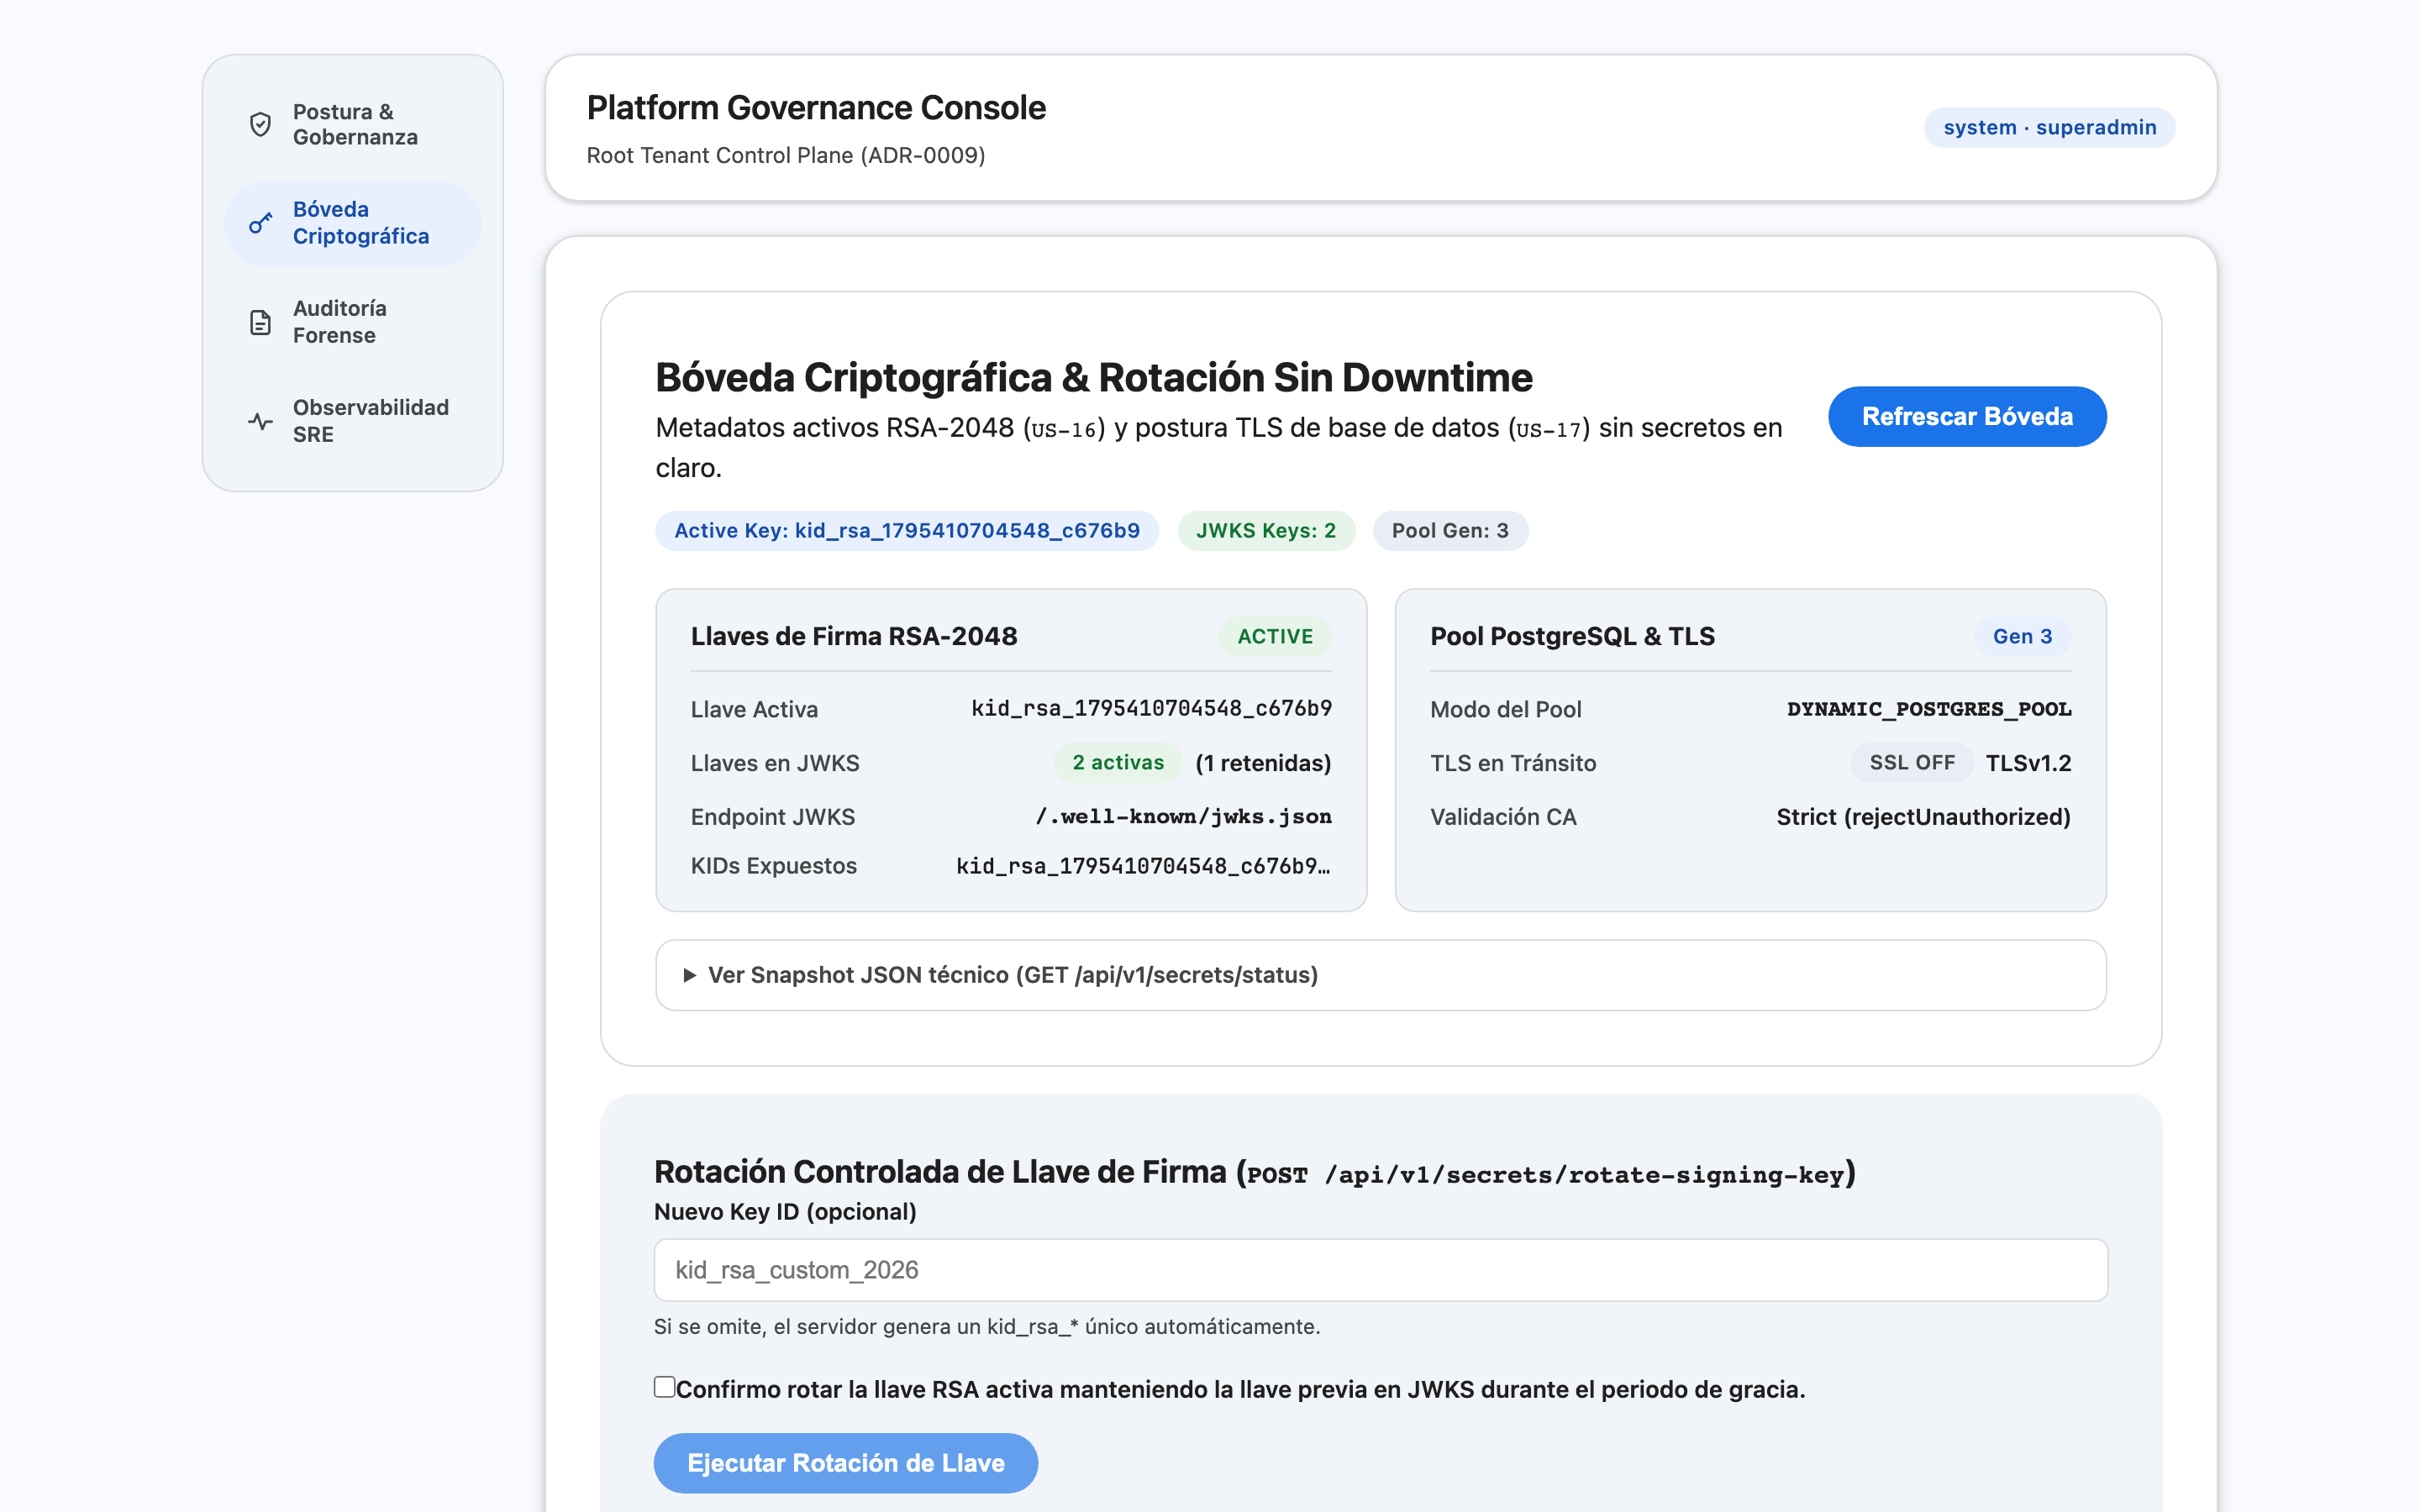 Postura &
Gobernanza
Bóveda
Criptográfica
Auditoría
Forense
Observabilidad
SRE
Platform Governance Console
Root Tenant Control Plane (ADR-0009)
system · superadmin
Bóveda Criptográfica & Rotación Sin Downtime
Metadatos activos RSA-2048 (US-16) y postura TLS de base de datos (US-17) sin secretos en
claro.
Refrescar Bóveda
Active Key: kid_rsa_1795410704548_c676b9
JWKS Keys: 2
Pool Gen: 3
Llaves de Firma RSA-2048
ACTIVE
Llave Activa
kid_rsa_1795410704548_c676b9
Llaves en JWKS
2 activas (1 retenidas)
Endpoint JWKS
/.well-known/jwks.json
KIDs Expuestos
kid_rsa_1795410704548_c676b9…
Pool PostgreSQL & TLS
Gen 3
Modo del Pool
DYNAMIC_POSTGRES_POOL
TLS en Tránsito
SSL OFF TLSv1.2
Validación CA
Strict (rejectUnauthorized)
Ver Snapshot JSON técnico (GET /api/v1/secrets/status)
Rotación Controlada de Llave de Firma (POST /api/v1/secrets/rotate-signing-key)
Nuevo Key ID (opcional)
kid_rsa_custom_2026
Si se omite, el servidor genera un kid_rsa_* único automáticamente.
Confirmo rotar la llave RSA activa manteniendo la llave previa en JWKS durante el periodo de gracia.
Ejecutar Rotación de Llave